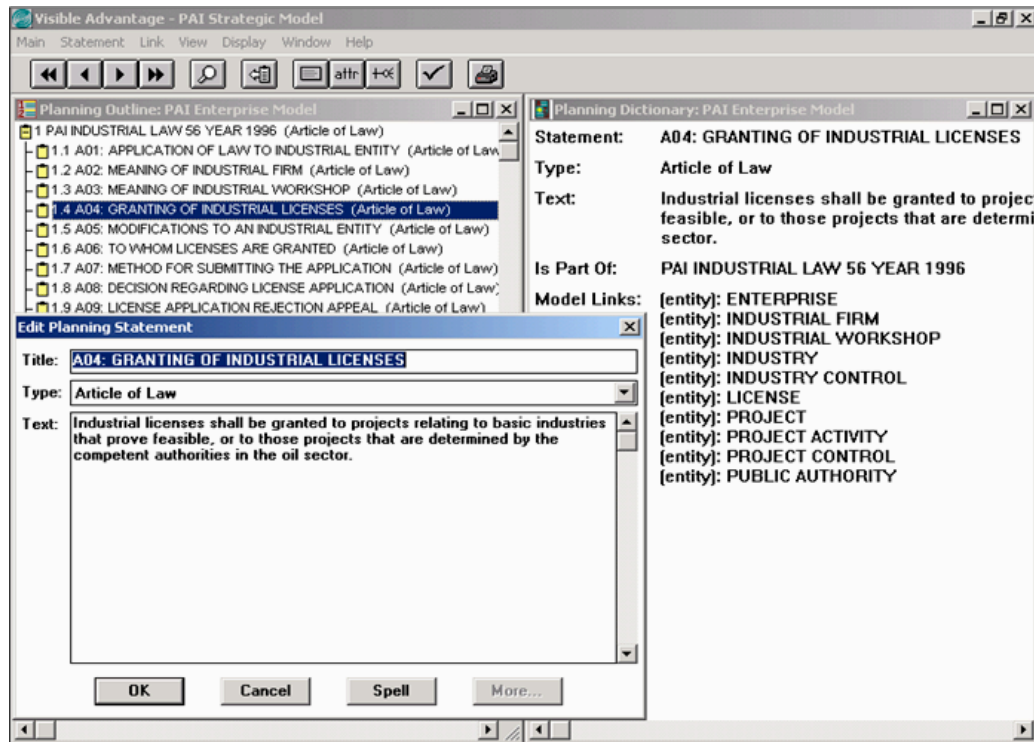 Visible Advantage - PAI Strategic Model
Main Statement Link View Display Window Help
attr
Planning Outline: PAI Enterprise Model
1 PAI INDUSTRIAL LAW 56 YEAR 1996 (Article of Law)
1.1 A01: APPLICATION OF LAW TO INDUSTRIAL ENTITY (Article of Law
1.2 A02: MEANING OF INDUSTRIAL FIRM (Article of Law)
1.3 A03: MEANING OF INDUSTRIAL WORKSHOP (Article of Law)
1.4 A04: GRANTING OF INDUSTRIAL LICENSES (Article of Law)
1.5 A05: MODIFICATIONS TO AN INDUSTRIAL ENTITY (Article of Law)
1.6 A06: TO WHOM LICENSES ARE GRANTED (Article of Law)
1.7 A07: METHOD FOR SUBMITTING THE APPLICATION (Article of Law)
1.8 A08: DECISION REGARDING LICENSE APPLICATION (Article of Law)
1.9 A09: LICENSE APPLICATION REJECTION APPEAL (Article of Law)
Planning Dictionary: PAI Enterprise Model
Statement: A04: GRANTING OF INDUSTRIAL LICENSES
Type: Article of Law
Text: Industrial licenses shall be granted to projec
feasible, or to those projects that are determi
sector.
Is Part Of: PAI INDUSTRIAL LAW 56 YEAR 1996
Model Links: (entity): ENTERPRISE
(entity): INDUSTRIAL FIRM
(entity): INDUSTRIAL WORKSHOP
(entity): INDUSTRY
(entity): INDUSTRY CONTROL
(entity): LICENSE
(entity): PROJECT
(entity): PROJECT ACTIVITY
(entity): PROJECT CONTROL
(entity): PUBLIC AUTHORITY
Edit Planning Statement
Title: A04: GRANTING OF INDUSTRIAL LICENSES
Type: Article of Law
Text: Industrial licenses shall be granted to projects relating to basic industries
that prove feasible, or to those projects that are determined by the
competent authorities in the oil sector.
OK Cancel Spell More...